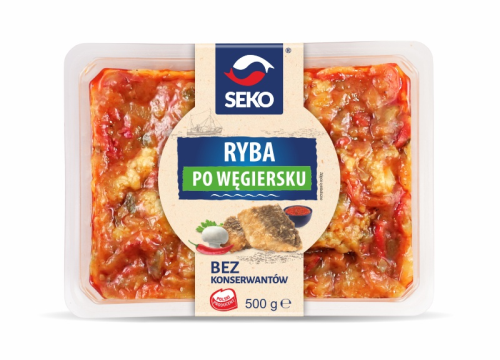 ®
SEKO
RYBA
PO WĘGIERSKU
BEZ
KONSERWANTÓW
500 g ℮